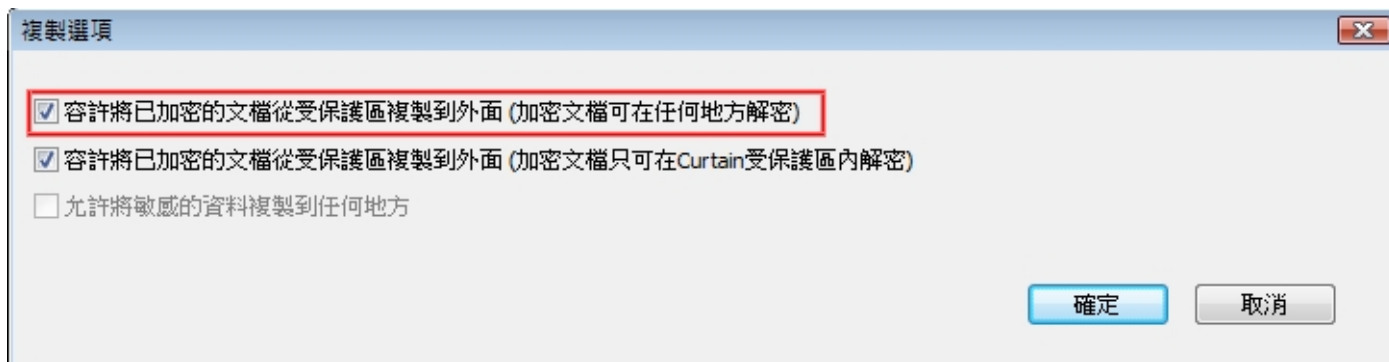 複製選項
容許將已加密的文檔從受保護區複製到外面 (加密文檔可在任何地方解密)
容許將已加密的文檔從受保護區複製到外面 (加密文檔只可在Curtain受保護區內解密)
允許將敏感的資料複製到任何地方
確定
取消